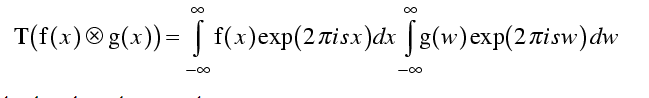 T(f(x)⊗g(x))= ∫_{-∞}^{∞} f(x)exp(2πisx)dx ∫_{-∞}^{∞} g(w)exp(2πisw)dw